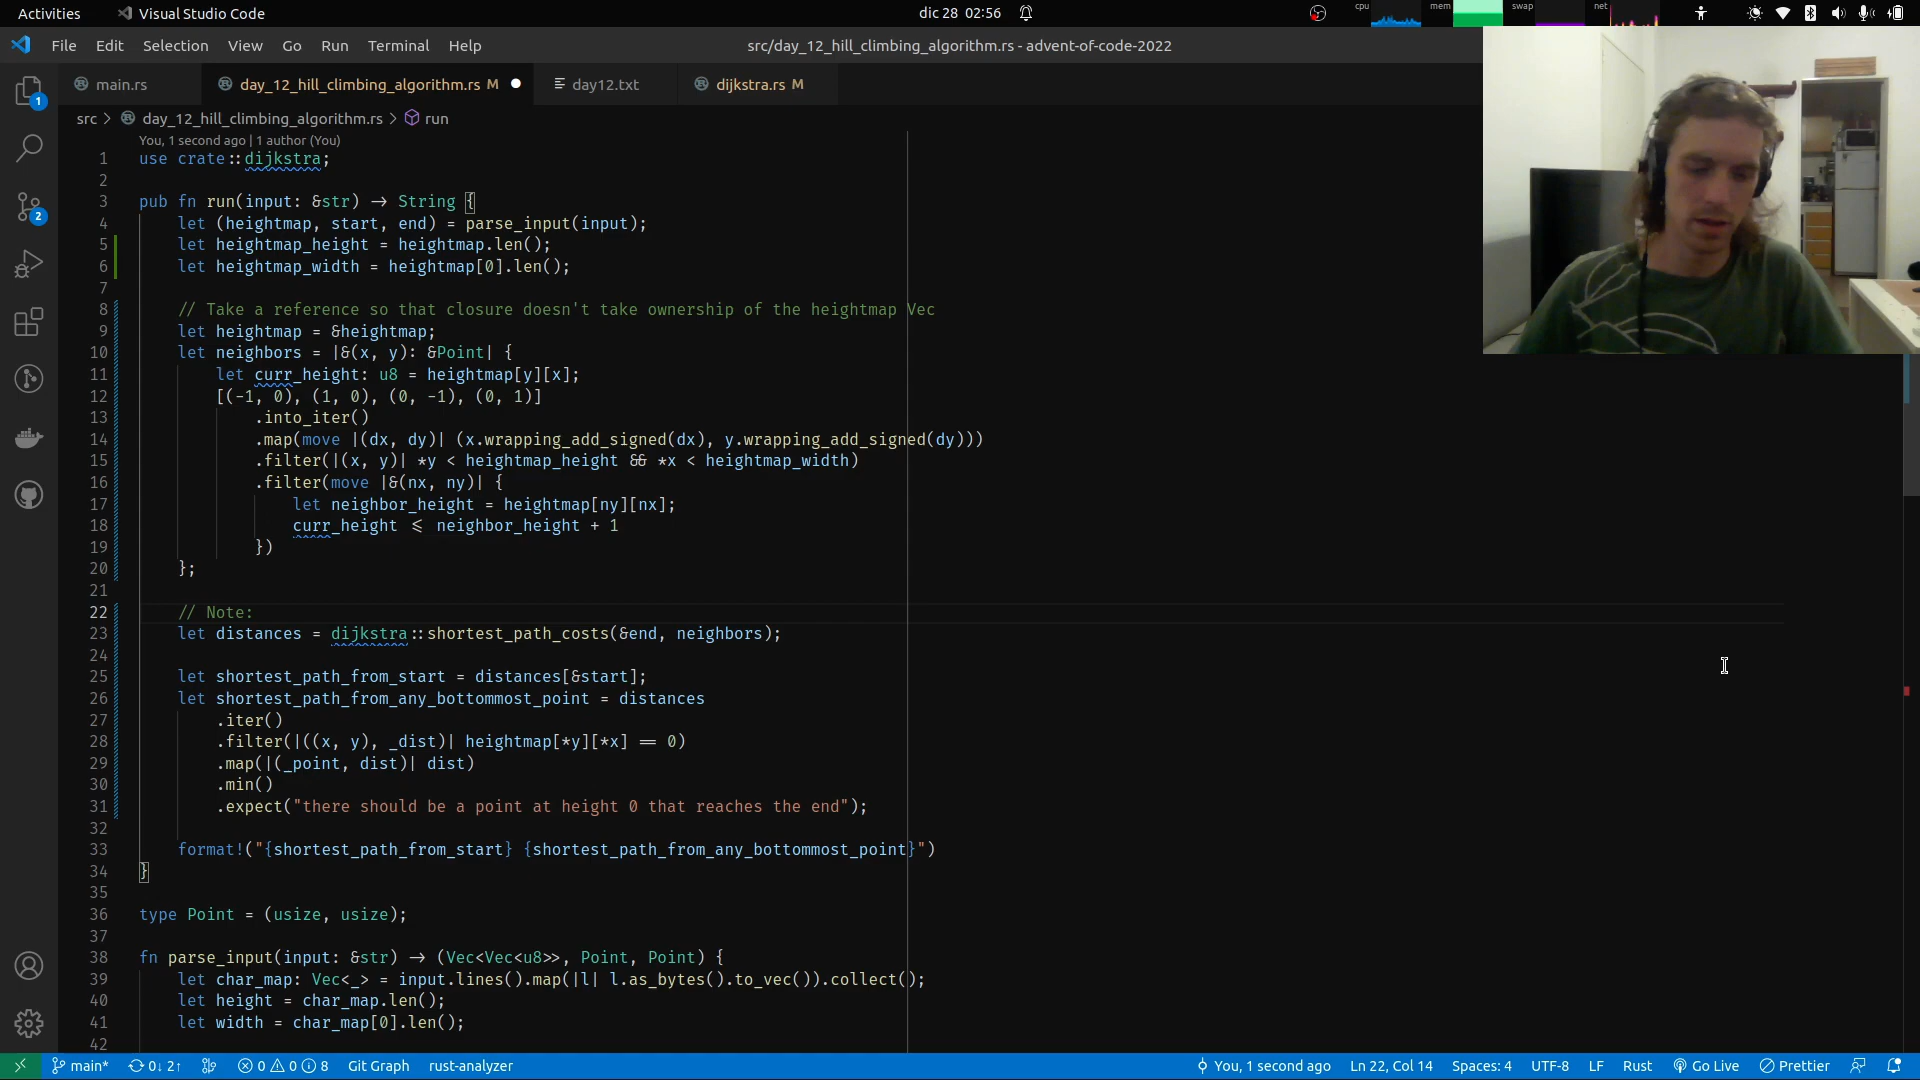 Activities Visual Studio Code dic 28 02:56 cpu mem swap net
File Edit Selection View Go Run Terminal Help src/day_12_hill_climbing_algorithm.rs - advent-of-code-2022
main.rs day_12_hill_climbing_algorithm.rs M day12.txt dijkstra.rs M
src > day_12_hill_climbing_algorithm.rs > run
You, 1 second ago | 1 author (You)
1 use crate::dijkstra;
2
3 pub fn run(input: &str) -> String {
4 let (heightmap, start, end) = parse_input(input);
5 let heightmap_height = heightmap.len();
6 let heightmap_width = heightmap[0].len();
7
8 // Take a reference so that closure doesn't take ownership of the heightmap Vec
9 let heightmap = &heightmap;
10 let neighbors = |&(x, y): &Point| {
11 let curr_height: u8 = heightmap[y][x];
12 [(-1, 0), (1, 0), (0, -1), (0, 1)]
13 .into_iter()
14 .map(move |(dx, dy)| (x.wrapping_add_signed(dx), y.wrapping_add_signed(dy)))
15 .filter(|(x, y)| *y < heightmap_height && *x < heightmap_width)
16 .filter(move |&(nx, ny)| {
17 let neighbor_height = heightmap[ny][nx];
18 curr_height <= neighbor_height + 1
19 })
20 };
21
22 // Note:
23 let distances = dijkstra::shortest_path_costs(&end, neighbors);
24
25 let shortest_path_from_start = distances[&start];
26 let shortest_path_from_any_bottommost_point = distances
27 .iter()
28 .filter(|((x, y), _dist)| heightmap[*y][*x] == 0)
29 .map(|(_point, dist)| dist)
30 .min()
31 .expect("there should be a point at height 0 that reaches the end");
32
33 format!("{shortest_path_from_start} {shortest_path_from_any_bottommost_point}")
34 }
35
36 type Point = (usize, usize);
37
38 fn parse_input(input: &str) -> (Vec<Vec<u8>>, Point, Point) {
39 let char_map: Vec<_> = input.lines().map(|l| l.as_bytes().to_vec()).collect();
40 let height = char_map.len();
41 let width = char_map[0].len();
42
1
2
main* 0↓ 2↑ 0 0 8 Git Graph rust-analyzer You, 1 second ago Ln 22, Col 14 Spaces: 4 UTF-8 LF Rust Go Live Prettier